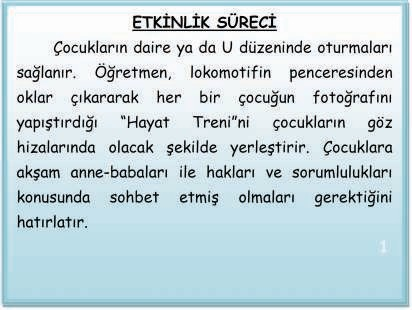 ETKİNLİK SÜRECİ
Çocukların daire ya da U düzeninde oturmaları
sağlanır. Öğretmen, lokomotifin penceresinden
oklar çıkararak her bir çocuğun fotoğrafını
yapıştırdığı “Hayat Treni”ni çocukların göz
hizalarında olacak şekilde yerleştirir. Çocuklara
akşam anne-babaları ile hakları ve sorumlulukları
konusunda sohbet etmiş olmaları gerektiğini
hatırlatır.
1